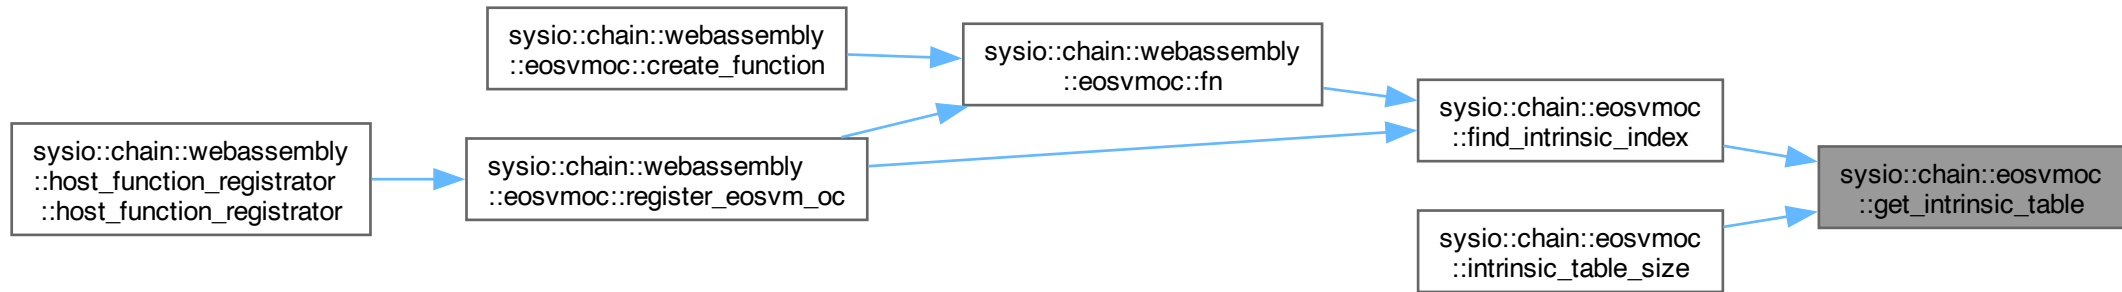 sysio::chain::webassembly
::host_function_registrator
::host_function_registrator
sysio::chain::webassembly
::eosvmoc::create_function
sysio::chain::webassembly
::eosvmoc::register_eosvm_oc
sysio::chain::webassembly
::eosvmoc::fn
sysio::chain::eosvmoc
::find_intrinsic_index
sysio::chain::eosvmoc
::intrinsic_table_size
sysio::chain::eosvmoc
::get_intrinsic_table